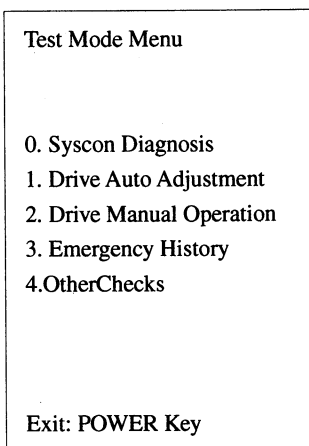 Test Mode Menu
0. Syscon Diagnosis
1. Drive Auto Adjustment
2. Drive Manual Operation
3. Emergency History
4.OtherChecks
Exit: POWER Key